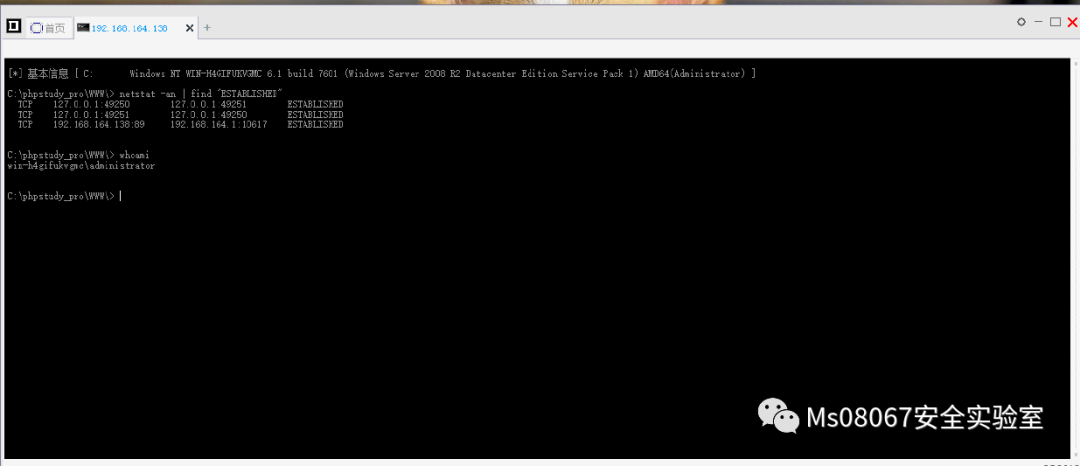 首页 192.168.164.138
[*] 基本信息 [ C: Windows NT WIN-H4GIFUKVGMC 6.1 build 7601 (Windows Server 2008 R2 Datacenter Edition Service Pack 1) AMD64(Administrator) ]
C:\phpstudy_pro\WWW\> netstat -an | find "ESTABLISHED"
TCP 127.0.0.1:49250 127.0.0.1:49251 ESTABLISHED
TCP 127.0.0.1:49251 127.0.0.1:49250 ESTABLISHED
TCP 192.168.164.138:89 192.168.164.1:10617 ESTABLISHED
C:\phpstudy_pro\WWW\> whoami
win-h4gifukvgmc\administrator
C:\phpstudy_pro\WWW\>
Ms08067安全实验室